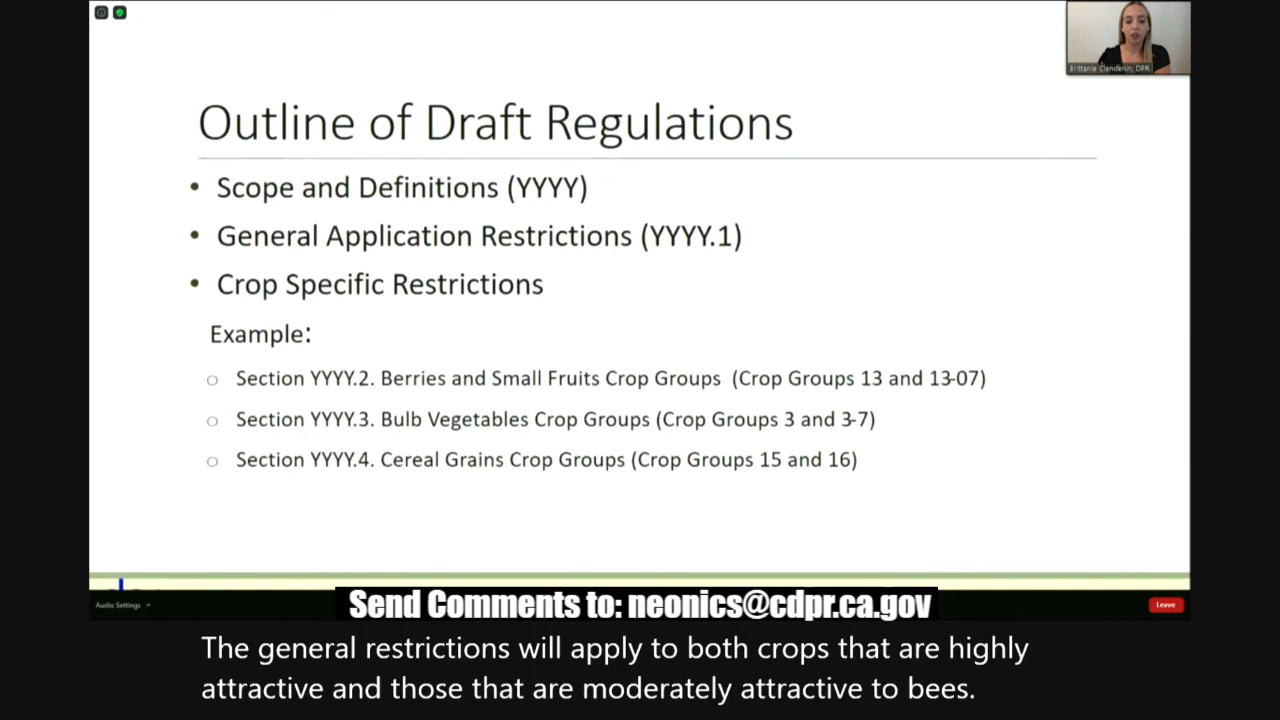 Brittanie Clendenin, DPR
Outline of Draft Regulations
• Scope and Definitions (YYYY)
• General Application Restrictions (YYYY.1)
• Crop Specific Restrictions
Example:
○ Section YYYY.2. Berries and Small Fruits Crop Groups (Crop Groups 13 and 13-07)
○ Section YYYY.3. Bulb Vegetables Crop Groups (Crop Groups 3 and 3-7)
○ Section YYYY.4. Cereal Grains Crop Groups (Crop Groups 15 and 16)
Audio Settings ^
Send Comments to: neonics@cdpr.ca.gov
Leave
The general restrictions will apply to both crops that are highly
attractive and those that are moderately attractive to bees.